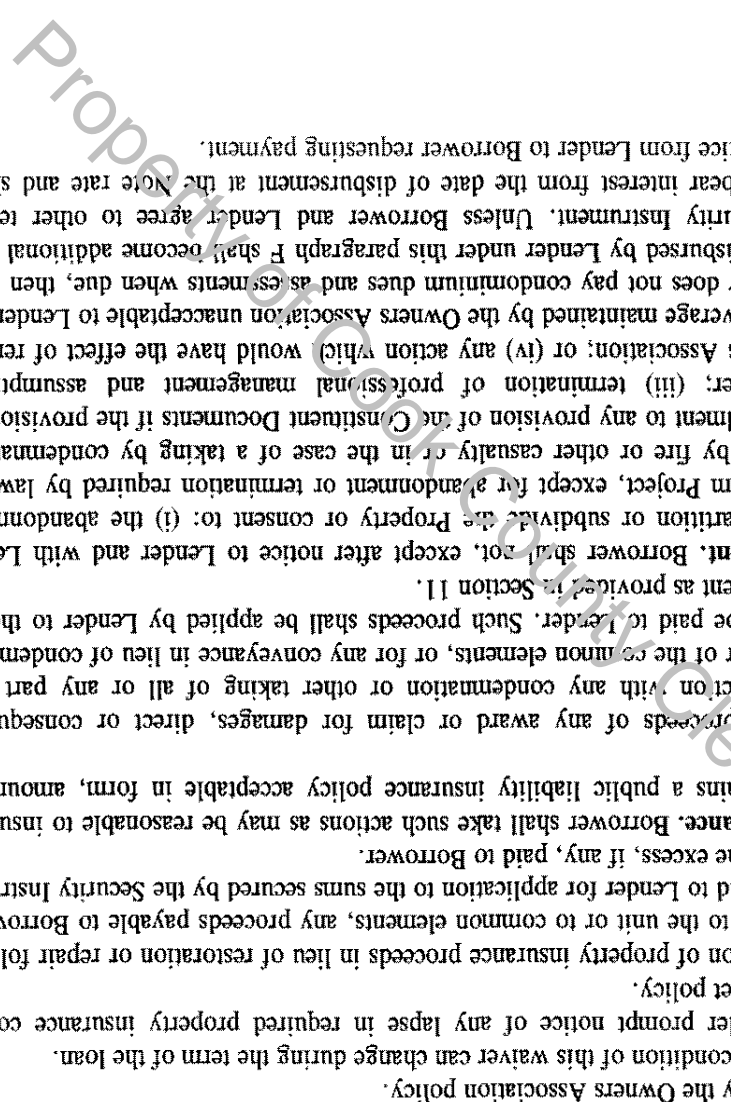 y the Owners Association policy.
condition of this waiver can change during the term of the loan.
der prompt notice of any lapse in required property insurance co
et policy.
on of property insurance proceeds in lieu of restoration or repair fol
to the unit or to common elements, any proceeds payable to Borrow
d to Lender for application to the sums secured by the Security Instr
he excess, if any, paid to Borrower.
ance. Borrower shall take such actions as may be reasonable to insu
ins a public liability insurance policy acceptable in form, amoun
proceeds of any award or claim for damages, direct or consequ
ction with any condemnation or other taking of all or any part
r of the common elements, or for any conveyance in lieu of condem
be paid to Lender. Such proceeds shall be applied by Lender to th
ent as provided in Section 11.
nt. Borrower shall not, except after notice to Lender and with Le
partition or subdivide the Property or consent to: (i) the abandonm
m Project, except for abandonment or termination required by law
by fire or other casualty or in the case of a taking by condemna
dment to any provision of the Constituent Documents if the provisio
er; (iii) termination of professional management and assumpt
s Association; or (iv) any action which would have the effect of ren
verage maintained by the Owners Association unacceptable to Lender
r does not pay condominium dues and assessments when due, then
isbursed by Lender under this paragraph F shall become additional
urity Instrument. Unless Borrower and Lender agree to other te
bear interest from the date of disbursement at the Note rate and s
tice from Lender to Borrower requesting payment.
Property of Cook County Cle